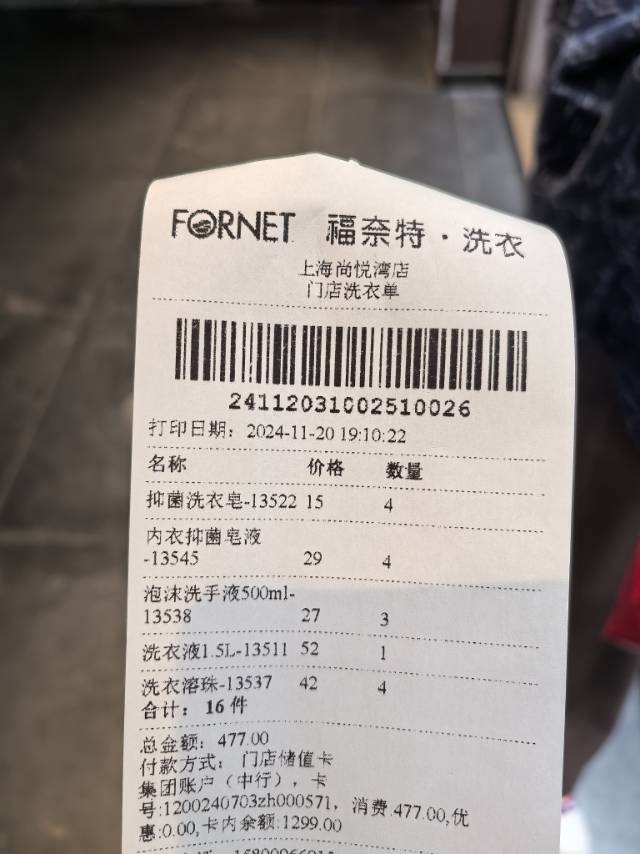 FORNET 福奈特·洗衣
上海尚悦湾店
门店洗衣单
24112031002510026
打印日期：2024-11-20 19:10:22
名称 价格 数量
抑菌洗衣皂-13522 15 4
内衣抑菌皂液
-13545 29 4
泡沫洗手液500ml-
13538 27 3
洗衣液1.5L-13511 52 1
洗衣溶珠-13537 42 4
合计：16 件
总金额：477.00
付款方式：门店储值卡
集团账户（中行），卡
号:1200240703zh000571，消费:477.00,优
惠:0.00,卡内余额:1299.00